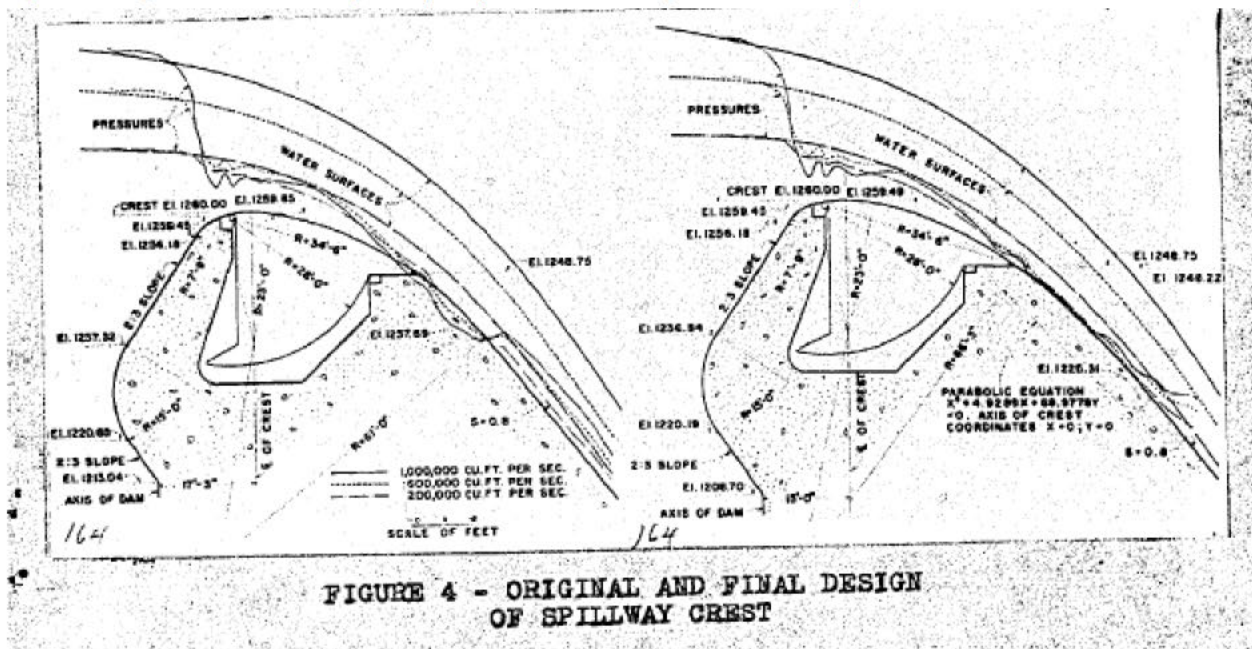 PRESSURES
WATER SURFACES
CREST El. 1260.00 El. 1259.85
El. 1259.45
El. 1256.18
2:3 SLOPE
R=7'-9"
R=23'-0"
R=28'-0"
R=34'-6"
El. 1248.75
El. 1237.52
El. 1237.69
R=15'-0"
El. 1220.65
2:3 SLOPE
El. 1213.04
AXIS OF DAM
17'-3"
℄ OF CREST
R=61'-0"
S=0.8
1,000,000 CU. FT. PER SEC.
500,000 CU. FT. PER SEC.
200,000 CU. FT. PER SEC.
SCALE OF FEET
164
PRESSURES
WATER SURFACES
CREST El. 1260.00 El. 1259.49
El. 1259.45
El. 1256.18
2:3 SLOPE
R=23'-0"
R=28'-0"
R=34'-6"
El. 1248.75
El. 1248.22
El. 1236.84
R=15'-0"
El. 1226.31
PARABOLIC EQUATION
=0. AXIS OF CREST
COORDINATES X=0; Y=0
El. 1220.19
2:3 SLOPE
El. 1208.70
15'-0"
AXIS OF DAM
℄ OF CREST
S=0.8
164
FIGURE 4 - ORIGINAL AND FINAL DESIGN
OF SPILLWAY CREST